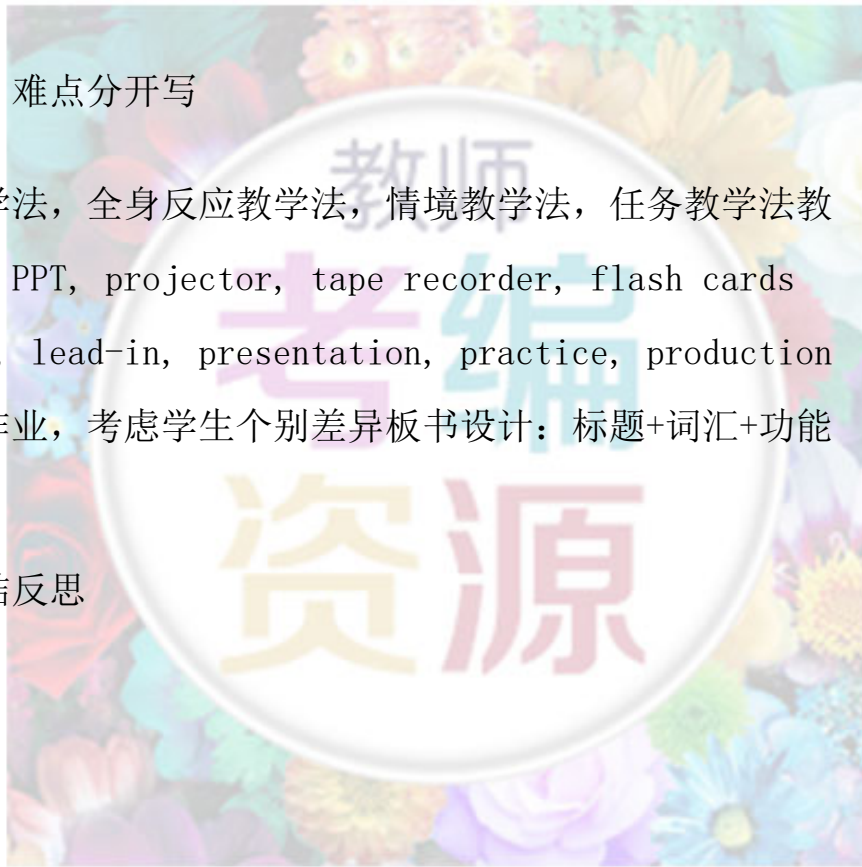 难点分开写
教师
学法，全身反应教学法，情境教学法，任务教学法教
PPT, projector, tape recorder, flash cards
lead-in, presentation, practice, production
考编
作业，考虑学生个别差异板书设计：标题+词汇+功能
资源
结反思